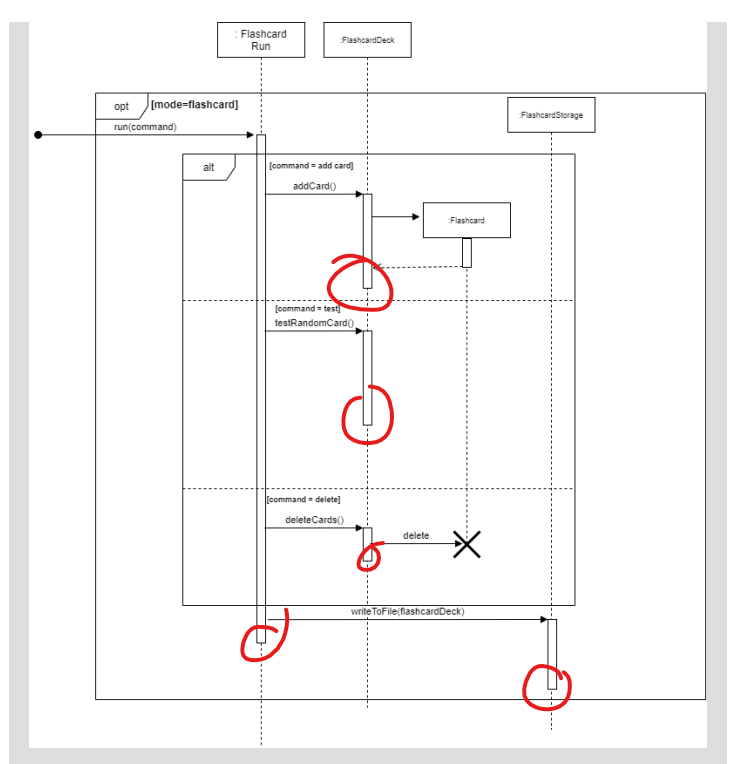 : Flashcard
Run
:FlashcardDeck
opt
[mode=flashcard]
:FlashcardStorage
run(command)
alt
[command = add card]
addCard()
:Flashcard
[command = test]
testRandomCard()
[command = delete]
deleteCards()
delete
writeToFile(flashcardDeck)